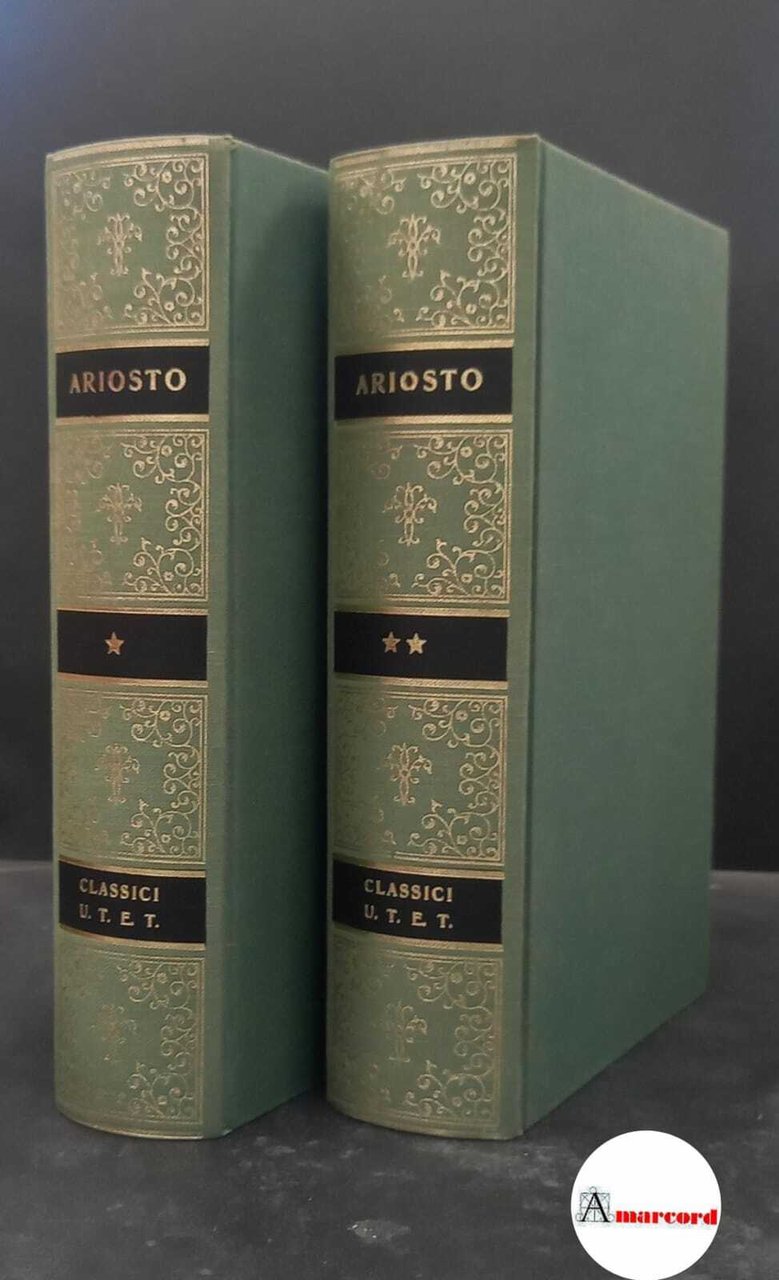 ARIOSTO
CLASSICI
U. T. E. T.
ARIOSTO
CLASSICI
U. T. E. T.
Amarcord